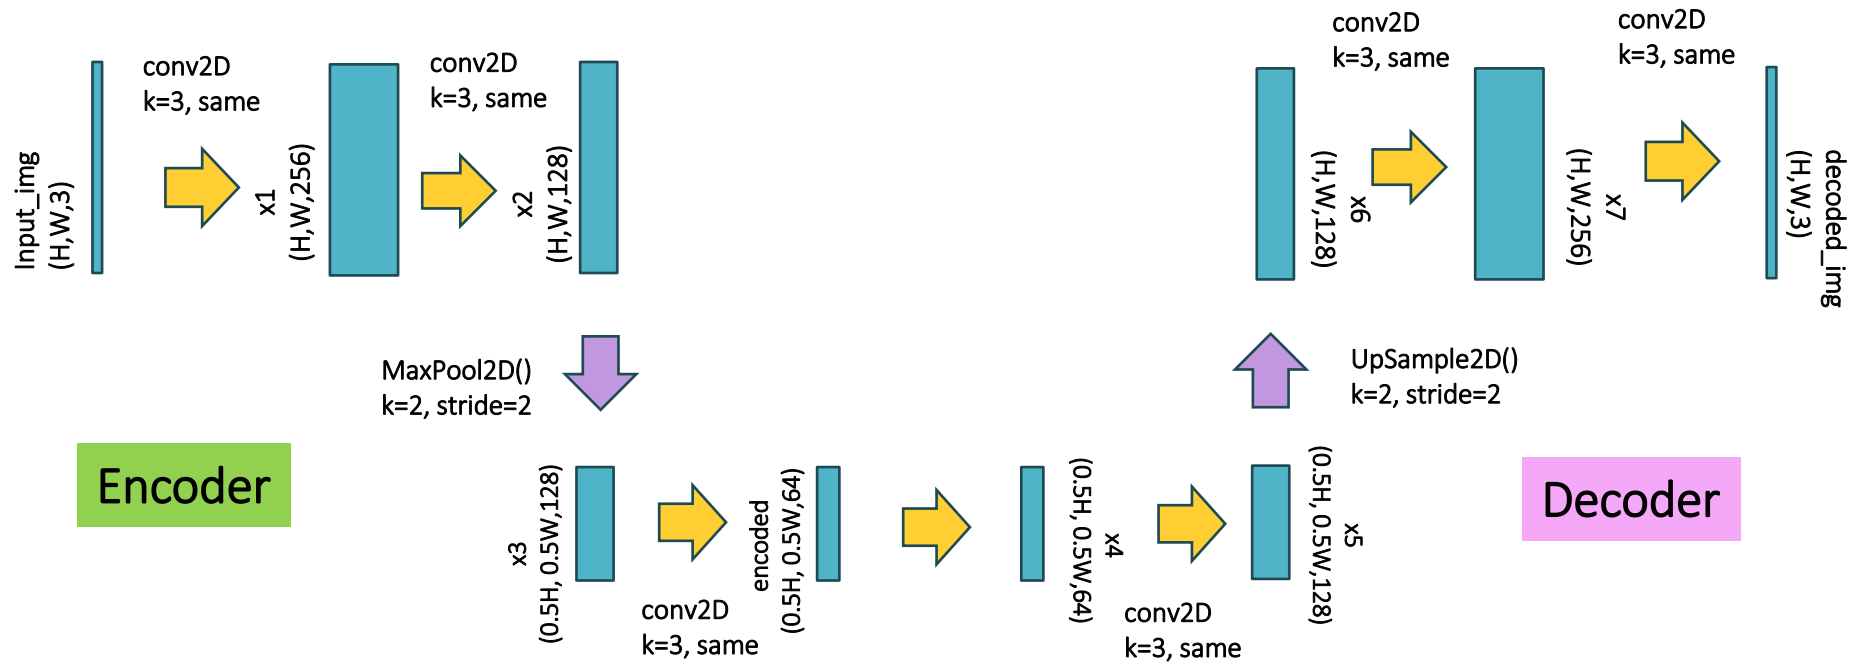 conv2D
k=3, same
conv2D
k=3, same
Input_img
(H,W,3)
x1
(H,W,256)
x2
(H,W,128)
MaxPool2D()
k=2, stride=2
Encoder
x3
(0.5H, 0.5W,128)
conv2D
k=3, same
encoded
(0.5H, 0.5W,64)
x4
(0.5H, 0.5W,64)
conv2D
k=3, same
x5
(0.5H, 0.5W,128)
UpSample2D()
k=2, stride=2
Decoder
x6
(H,W,128)
conv2D
k=3, same
x7
(H,W,256)
conv2D
k=3, same
decoded_img
(H,W,3)